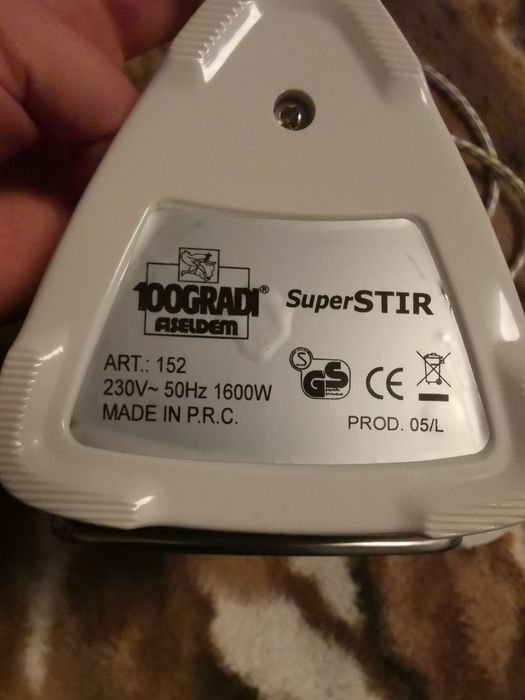 100GRADI®
ASELDEM
SuperSTIR
ART.: 152
230V~ 50Hz 1600W
MADE IN P.R.C.
S
GS
CE
PROD. 05/L